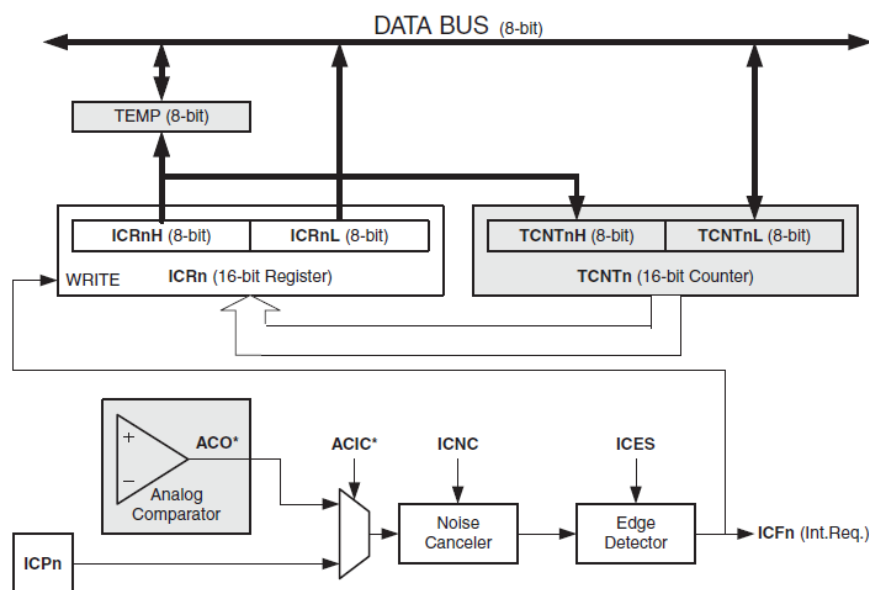 DATA BUS (8-bit)
TEMP (8-bit)
ICRnH (8-bit) ICRnL (8-bit) TCNTnH (8-bit) TCNTnL (8-bit)
WRITE ICRn (16-bit Register) TCNTn (16-bit Counter)
+ ACO* ACIC* ICNC ICES
−
Analog
Comparator
Noise
Canceler
Edge
Detector
ICFn (Int.Req.)
ICPn